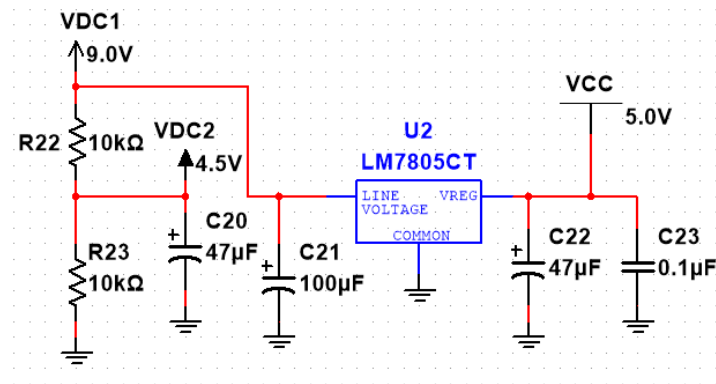 VDC1
9.0V
R22
10kΩ
VDC2
4.5V
R23
10kΩ
C20
47µF
C21
100µF
U2
LM7805CT
LINE VREG
VOLTAGE
COMMON
VCC
5.0V
C22
47µF
C23
0.1µF